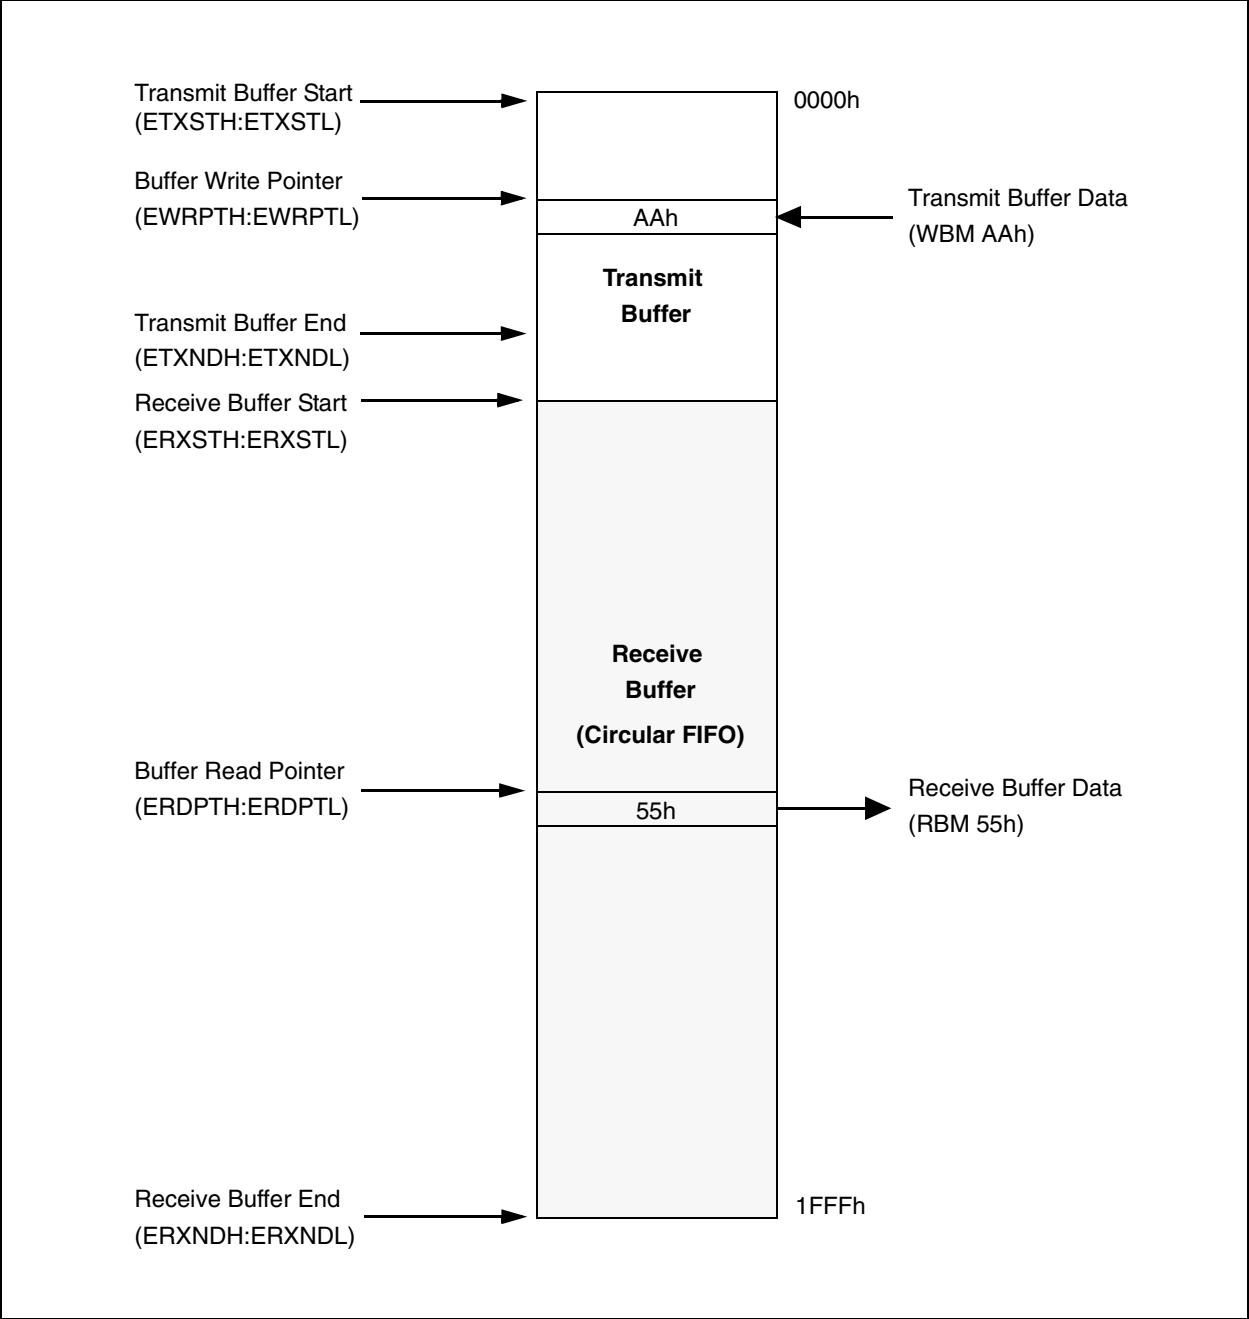 Transmit Buffer Start
(ETXSTH:ETXSTL)
0000h
Buffer Write Pointer
(EWRPTH:EWRPTL)
AAh
Transmit Buffer Data
(WBM AAh)
Transmit
Buffer
Transmit Buffer End
(ETXNDH:ETXNDL)
Receive Buffer Start
(ERXSTH:ERXSTL)
Receive
Buffer
(Circular FIFO)
Buffer Read Pointer
(ERDPTH:ERDPTL)
55h
Receive Buffer Data
(RBM 55h)
Receive Buffer End
(ERXNDH:ERXNDL)
1FFFh